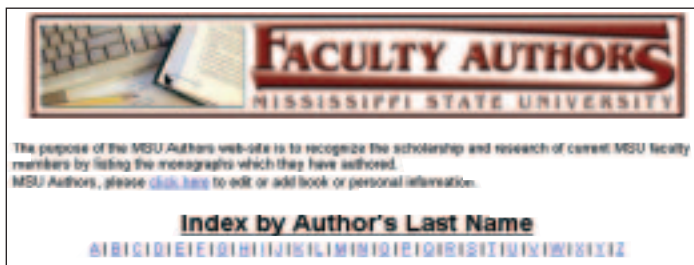 FACULTY AUTHORS
MISSISSIPPI STATE UNIVERSITY
The purpose of the MSU Authors web-site is to recognize the scholarship and research of current MSU faculty
members by listing the monographs which they have authored.
MSU Authors, please click here to edit or add book or personal information.
Index by Author's Last Name
A | B | C | D | E | F | G | H | I | J | K | L | M | N | O | P | Q | R | S | T | U | V | W | X | Y | Z